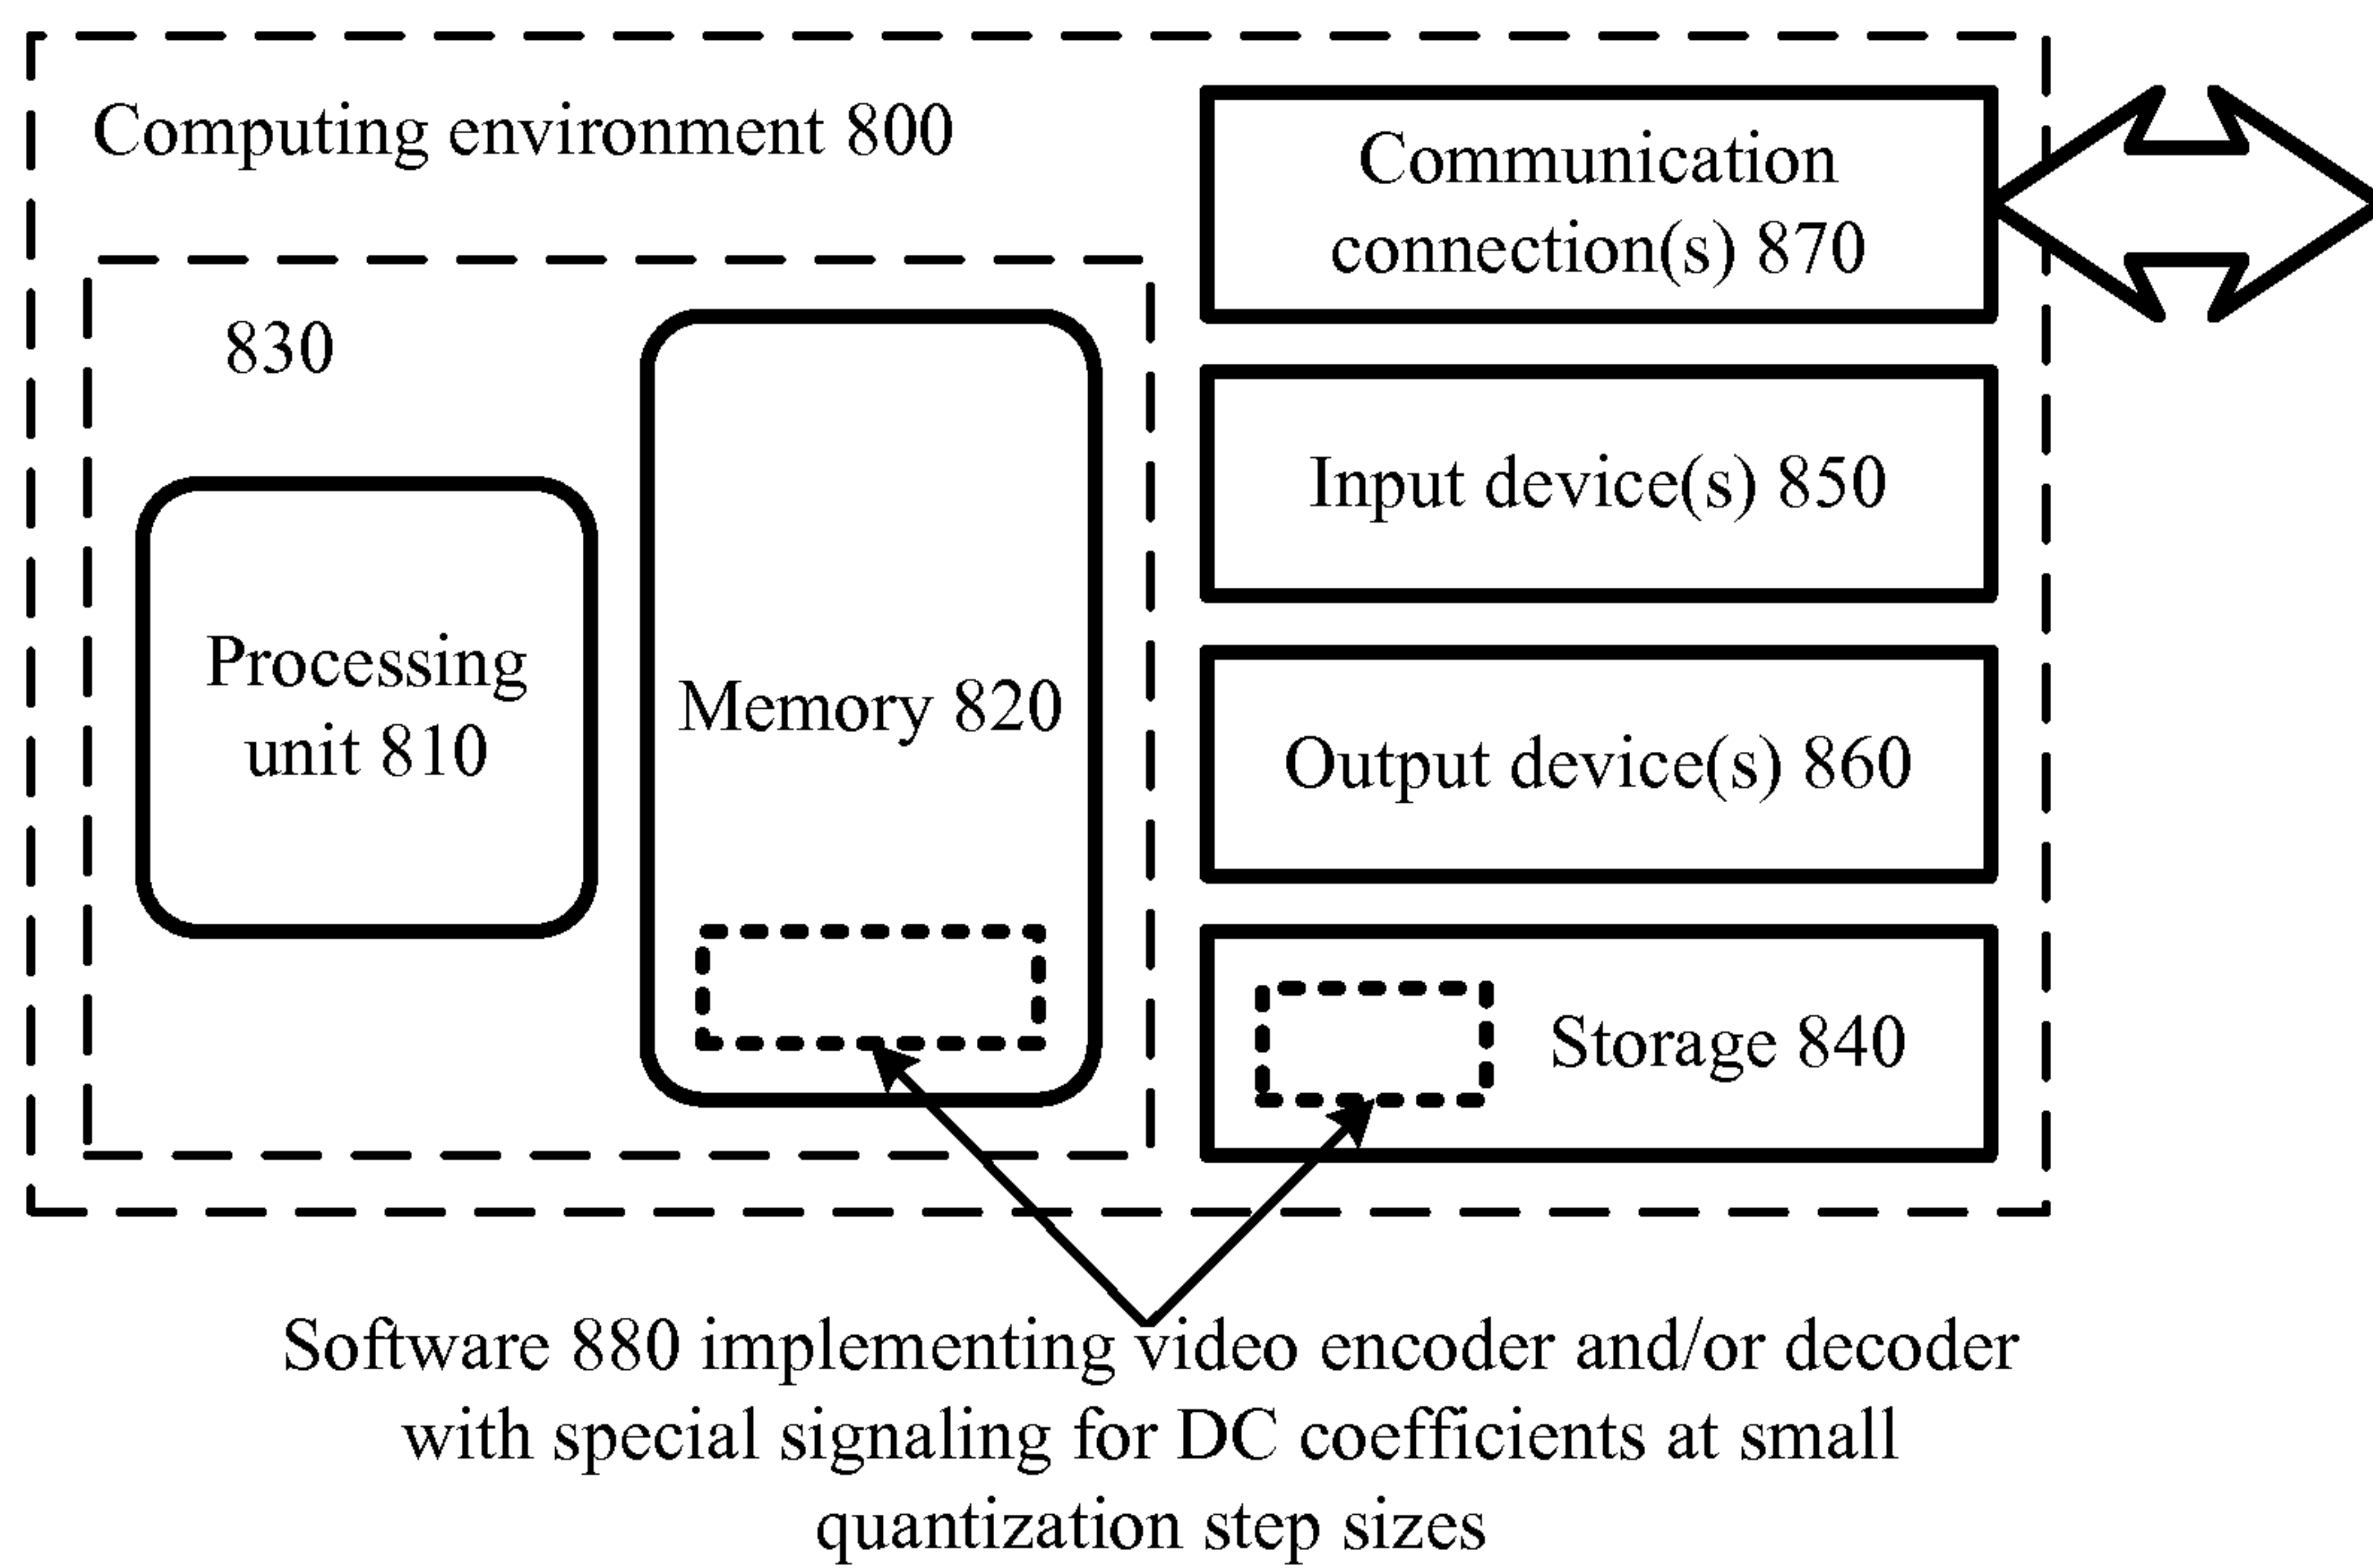 Computing environment 800
Communication
connection(s) 870
830
Input device(s) 850
Processing
unit 810
Memory 820
Output device(s) 860
Storage 840
Software 880 implementing video encoder and/or decoder
with special signaling for DC coefficients at small
quantization step sizes